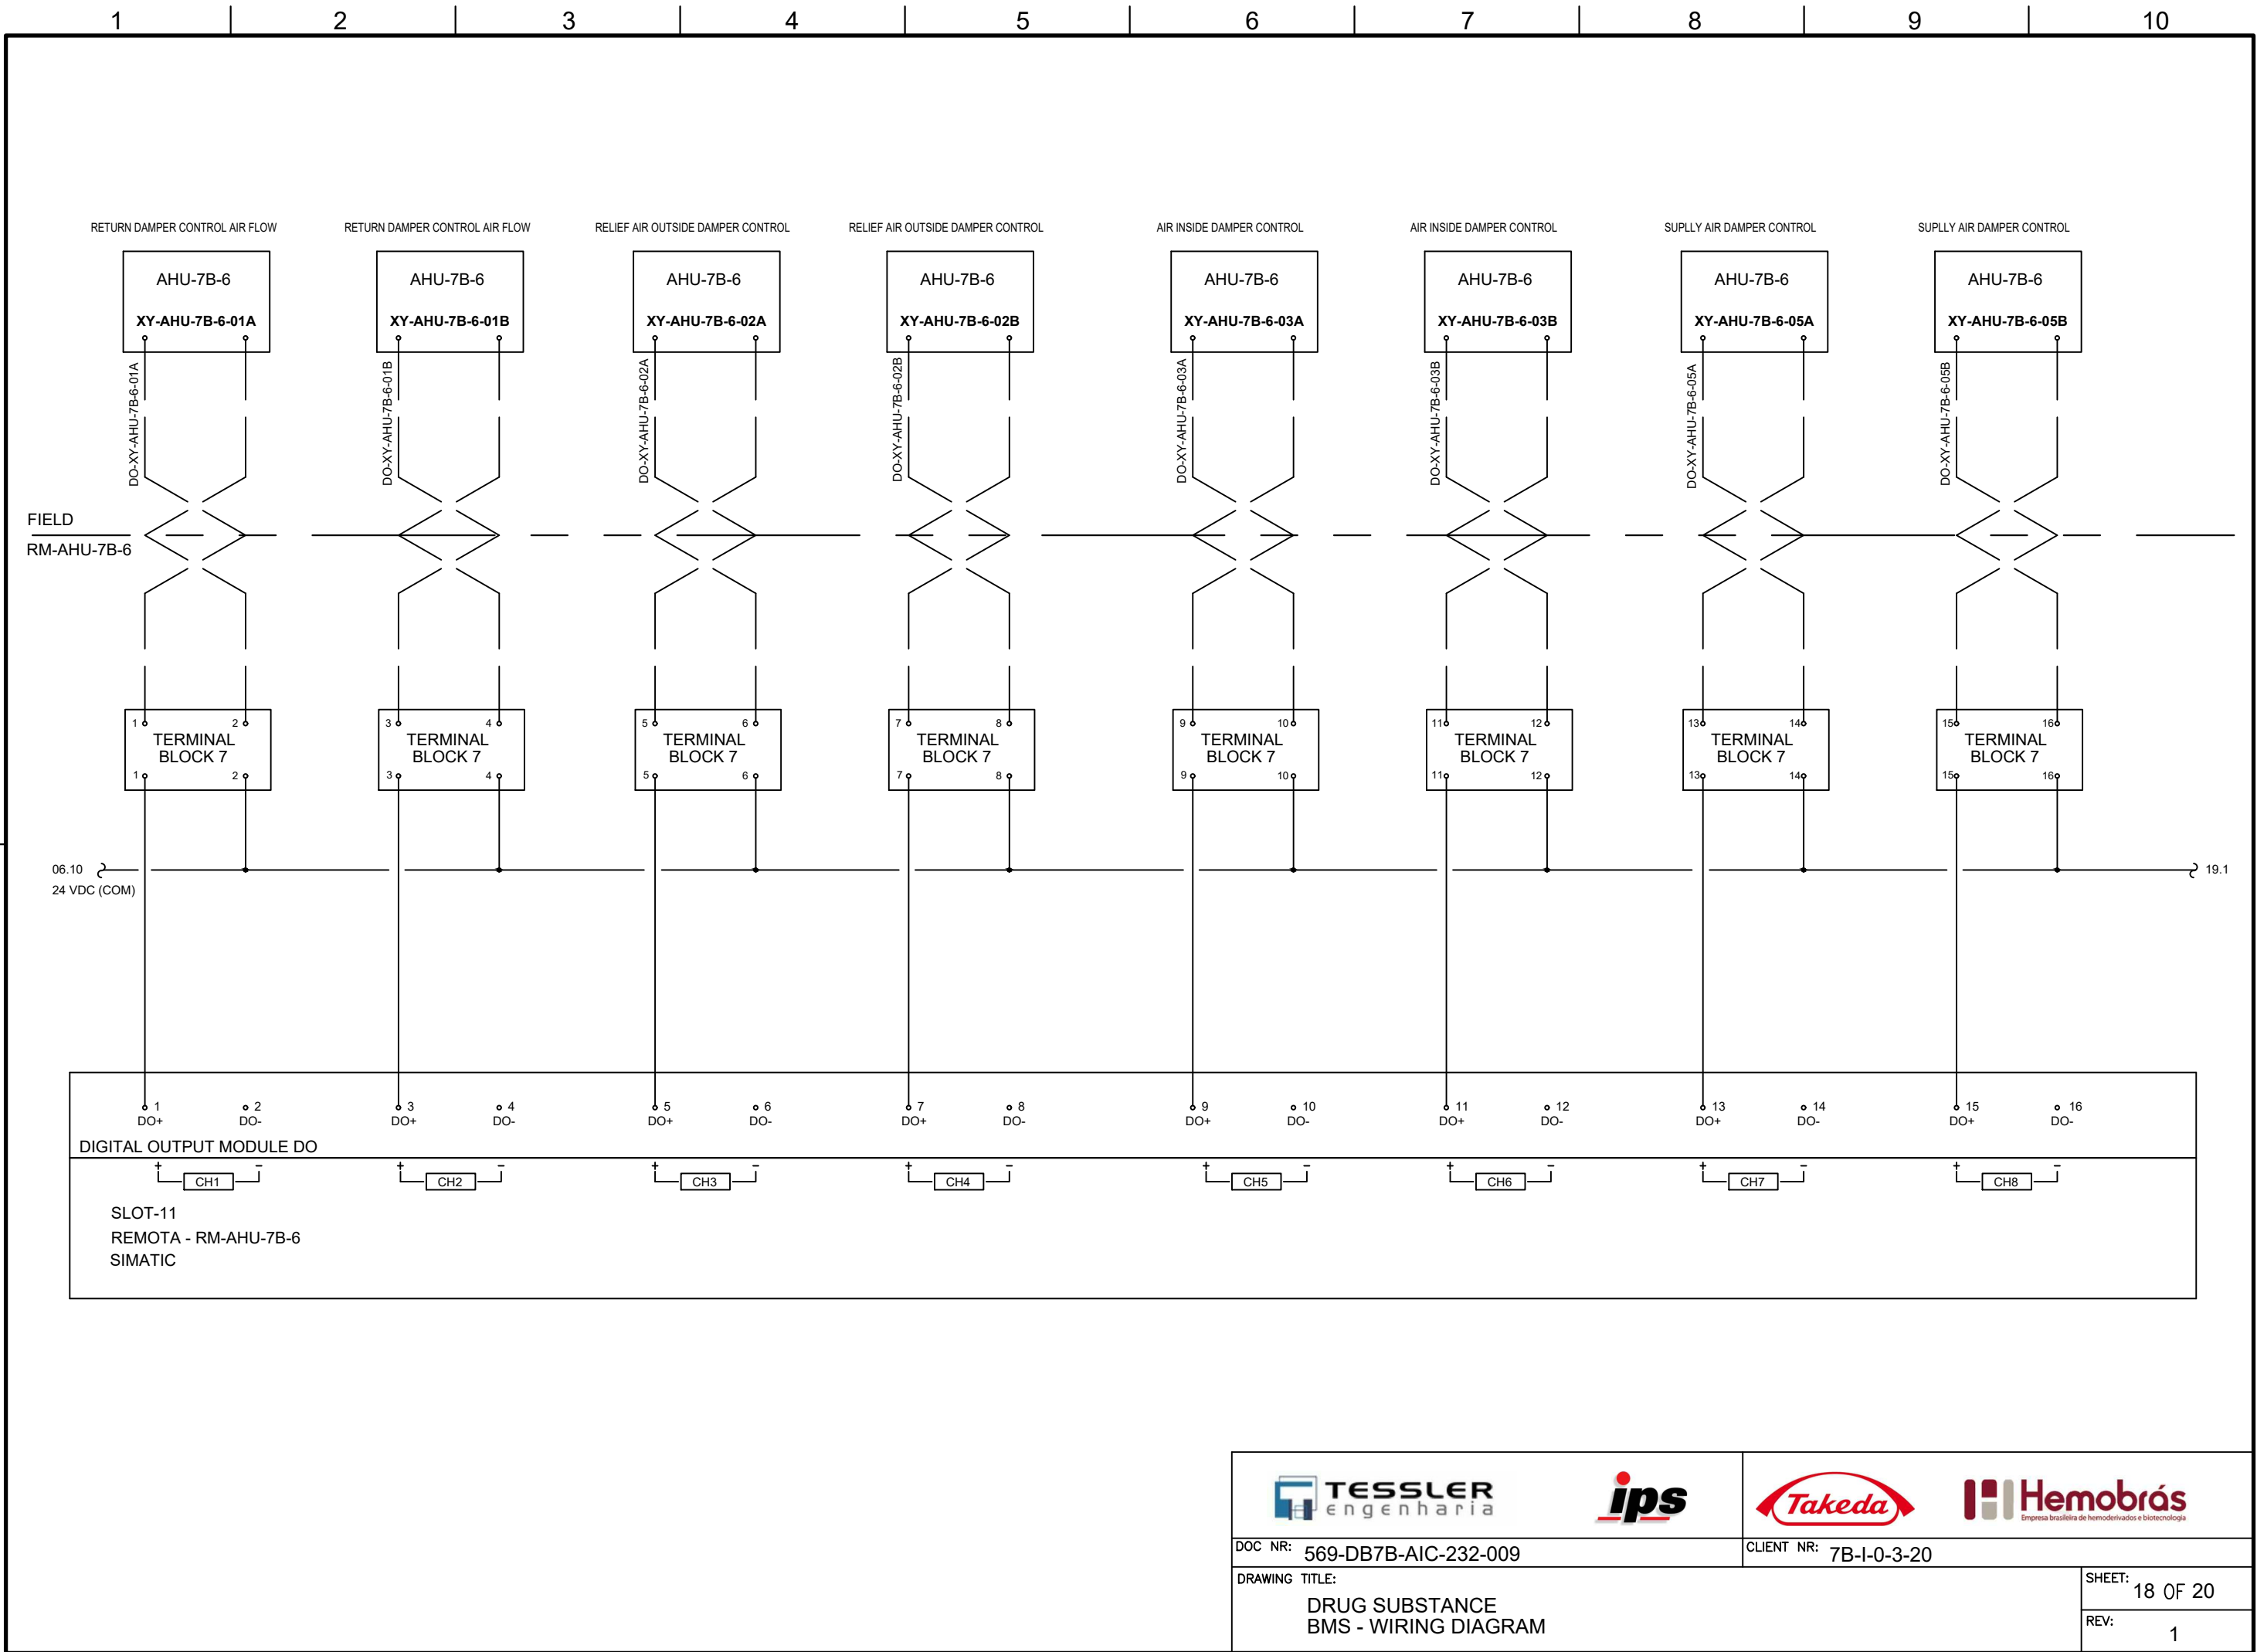 1 2 3 4 5 6 7 8 9 10
RETURN DAMPER CONTROL AIR FLOW RETURN DAMPER CONTROL AIR FLOW RELIEF AIR OUTSIDE DAMPER CONTROL RELIEF AIR OUTSIDE DAMPER CONTROL AIR INSIDE DAMPER CONTROL AIR INSIDE DAMPER CONTROL SUPLLY AIR DAMPER CONTROL SUPLLY AIR DAMPER CONTROL
AHU-7B-6 AHU-7B-6 AHU-7B-6 AHU-7B-6 AHU-7B-6 AHU-7B-6 AHU-7B-6 AHU-7B-6
XY-AHU-7B-6-01A XY-AHU-7B-6-01B XY-AHU-7B-6-02A XY-AHU-7B-6-02B XY-AHU-7B-6-03A XY-AHU-7B-6-03B XY-AHU-7B-6-05A XY-AHU-7B-6-05B
DO-XY-AHU-7B-6-01A DO-XY-AHU-7B-6-01B DO-XY-AHU-7B-6-02A DO-XY-AHU-7B-6-02B DO-XY-AHU-7B-6-03A DO-XY-AHU-7B-6-03B DO-XY-AHU-7B-6-05A DO-XY-AHU-7B-6-05B
FIELD
RM-AHU-7B-6
1 2 3 4 5 6 7 8 9 10 11 12 13 14 15 16
TERMINAL TERMINAL TERMINAL TERMINAL TERMINAL TERMINAL TERMINAL TERMINAL
BLOCK 7 BLOCK 7 BLOCK 7 BLOCK 7 BLOCK 7 BLOCK 7 BLOCK 7 BLOCK 7
1 2 3 4 5 6 7 8 9 10 11 12 13 14 15 16
06.10 19.1
24 VDC (COM)
1 2 3 4 5 6 7 8 9 10 11 12 13 14 15 16
DO+ DO- DO+ DO- DO+ DO- DO+ DO- DO+ DO- DO+ DO- DO+ DO- DO+ DO-
DIGITAL OUTPUT MODULE DO
+ − + − + − + − + − + − + − + −
CH1 CH2 CH3 CH4 CH5 CH6 CH7 CH8
SLOT-11
REMOTA - RM-AHU-7B-6
SIMATIC
TESSLER
engenharia
ips
Takeda
Hemobrás
Empresa brasileira de hemoderivados e biotecnologia
DOC NR: 569-DB7B-AIC-232-009
CLIENT NR: 7B-I-0-3-20
DRAWING TITLE:
DRUG SUBSTANCE
BMS - WIRING DIAGRAM
SHEET: 18 OF 20
REV: 1